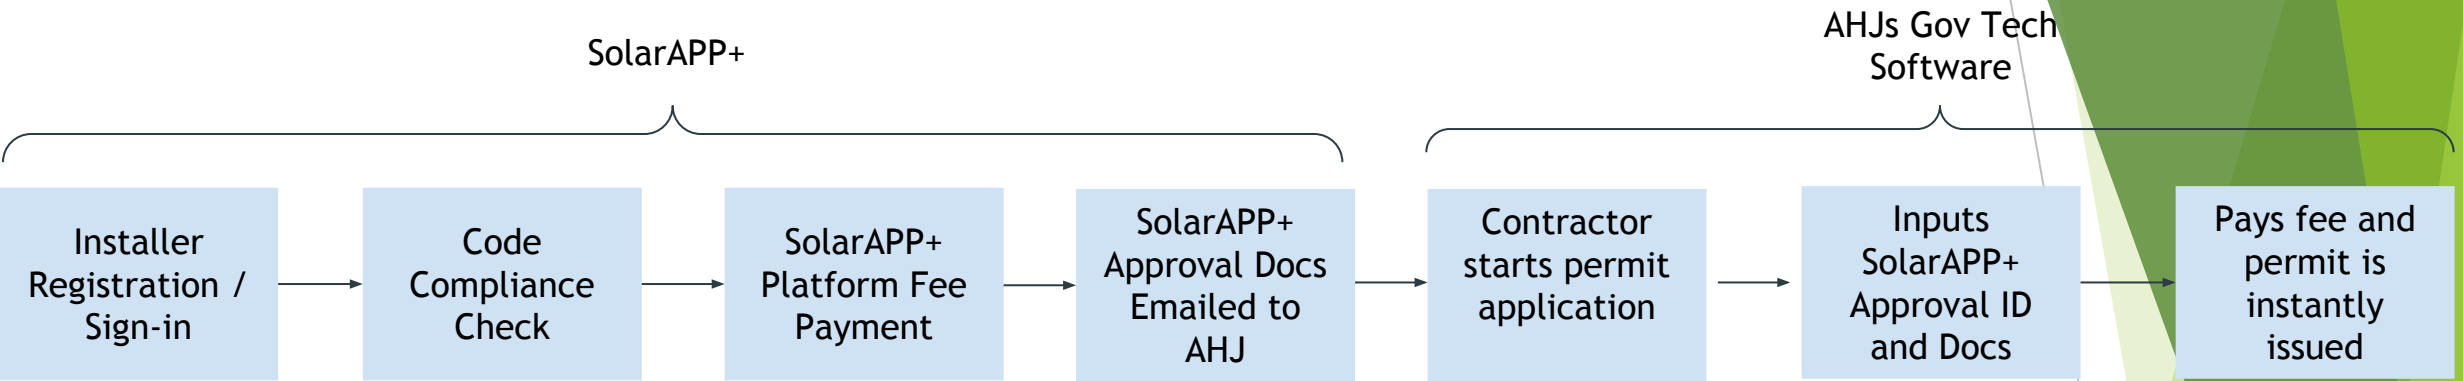 SolarAPP+
AHJs Gov Tech
Software
Installer
Registration /
Sign-in
Code
Compliance
Check
SolarAPP+
Platform Fee
Payment
SolarAPP+
Approval Docs
Emailed to
AHJ
Contractor
starts permit
application
Inputs
SolarAPP+
Approval ID
and Docs
Pays fee and
permit is
instantly
issued